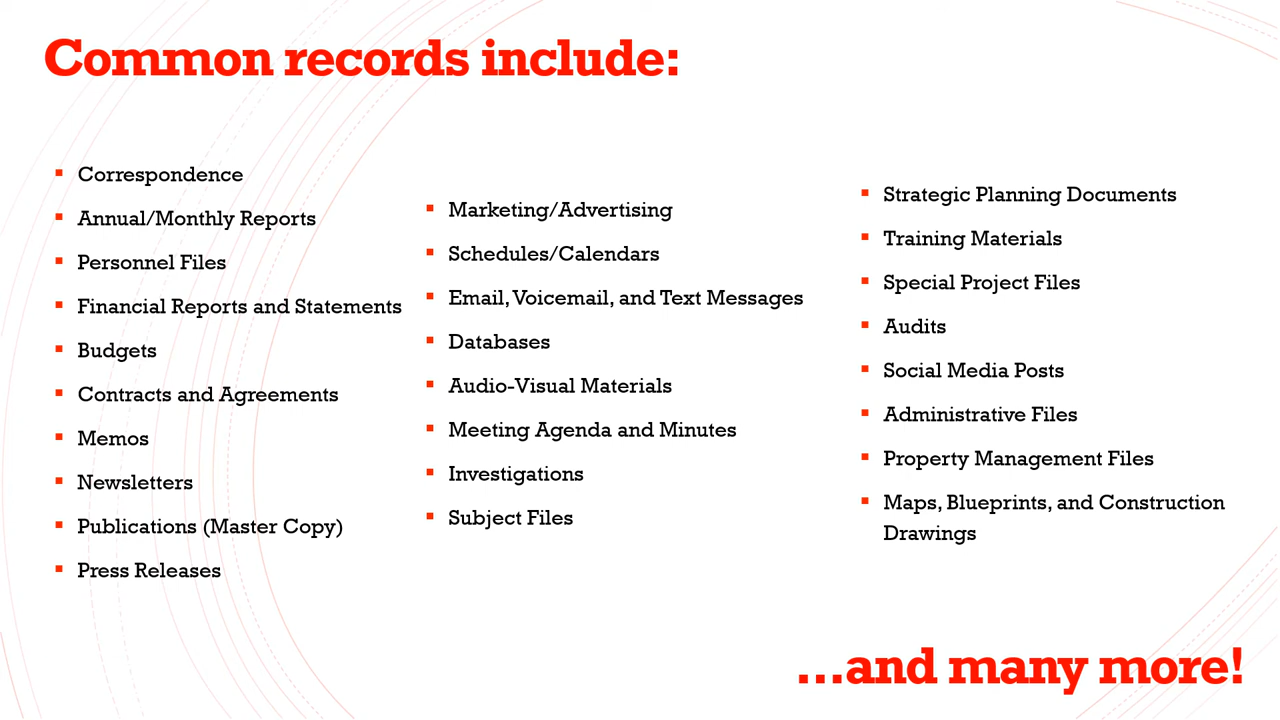 Common records include:
Correspondence
Annual/Monthly Reports
Personnel Files
Financial Reports and Statements
Budgets
Contracts and Agreements
Memos
Newsletters
Publications (Master Copy)
Press Releases
Marketing/Advertising
Schedules/Calendars
Email, Voicemail, and Text Messages
Databases
Audio-Visual Materials
Meeting Agenda and Minutes
Investigations
Subject Files
Strategic Planning Documents
Training Materials
Special Project Files
Audits
Social Media Posts
Administrative Files
Property Management Files
Maps, Blueprints, and Construction
Drawings
...and many more!